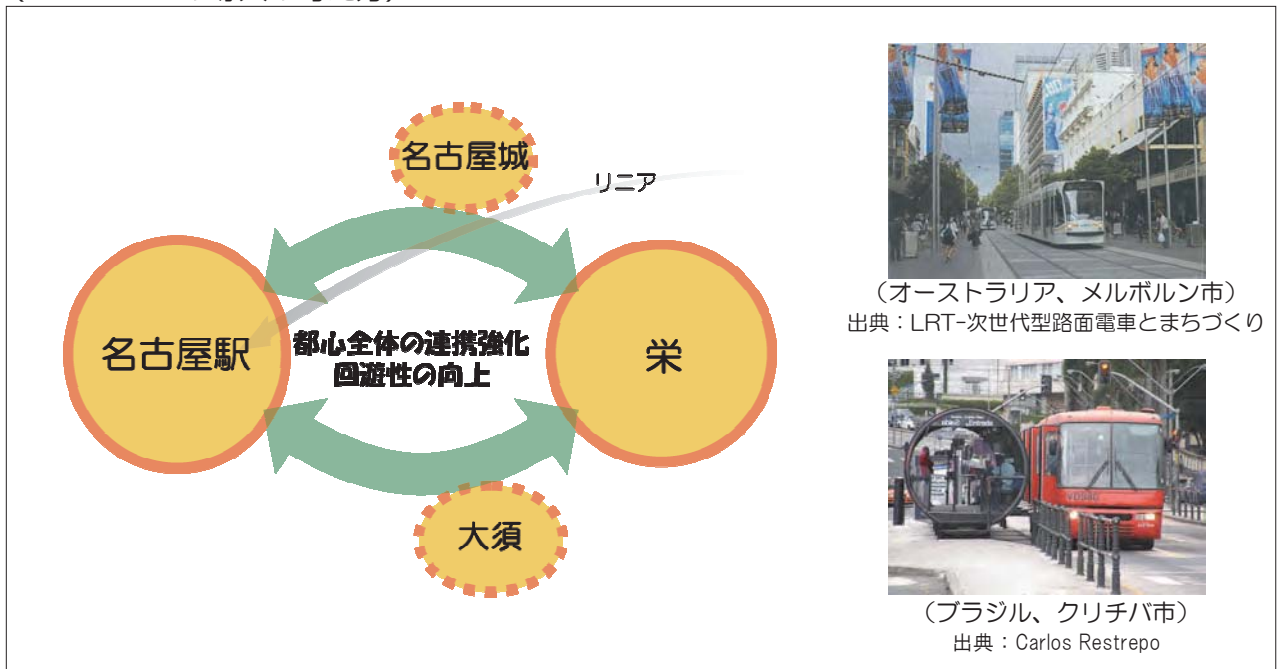 名古屋城
リニア
名古屋駅
都心全体の連携強化
回遊性の向上
栄
大須
(オーストラリア、メルボルン市)
出典：LRT-次世代型路面電車とまちづくり
(ブラジル、クリチバ市)
出典：Carlos Restrepo